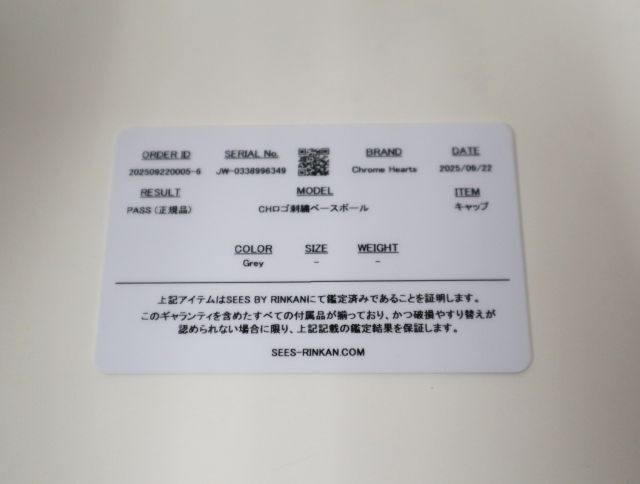 ORDER ID SERIAL No. BRAND DATE
202509220005-6 JW-0338996349 Chrome Hearts 2025/09/22
RESULT MODEL ITEM
PASS (正規品) CHロゴ刺繍ベースボール キャップ
COLOR SIZE WEIGHT
Grey - -
上記アイテムはSEES BY RINKANにて鑑定済みであることを証明します。
このギャランティを含めたすべての付属品が揃っており、かつ破損やすり替えが
認められない場合に限り、上記記載の鑑定結果を保証します。
SEES-RINKAN.COM